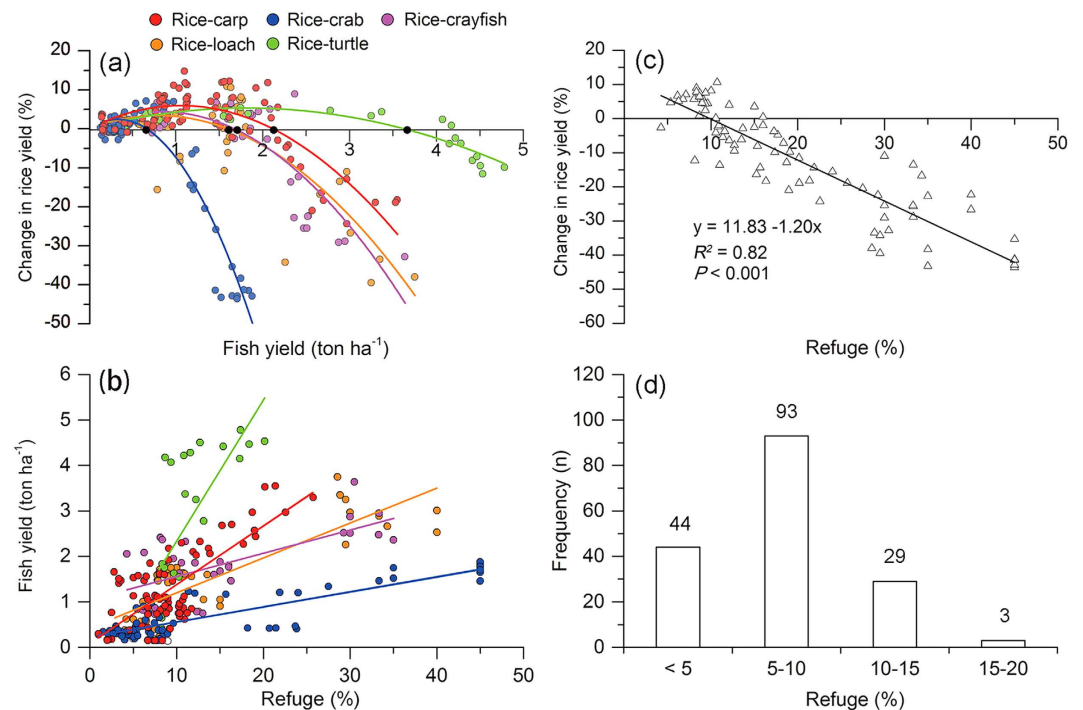 Rice-carp Rice-crab Rice-crayfish
Rice-loach Rice-turtle
(a)
Change in rice yield (%)
20
10
0
-10
-20
-30
-40
-50
1 2 3 4 5
Fish yield (ton ha⁻¹)
(c)
Change in rice yield (%)
20
10
0
-10
-20
-30
-40
-50
-60
10 20 30 40 50
y = 11.83 -1.20x
R² = 0.82
P < 0.001
Refuge (%)
(b)
Fish yield (ton ha⁻¹)
6
5
4
3
2
1
0
0 10 20 30 40 50
Refuge (%)
(d)
Frequency (n)
120
100
80
60
40
20
0
44
93
29
3
< 5 5-10 10-15 15-20
Refuge (%)